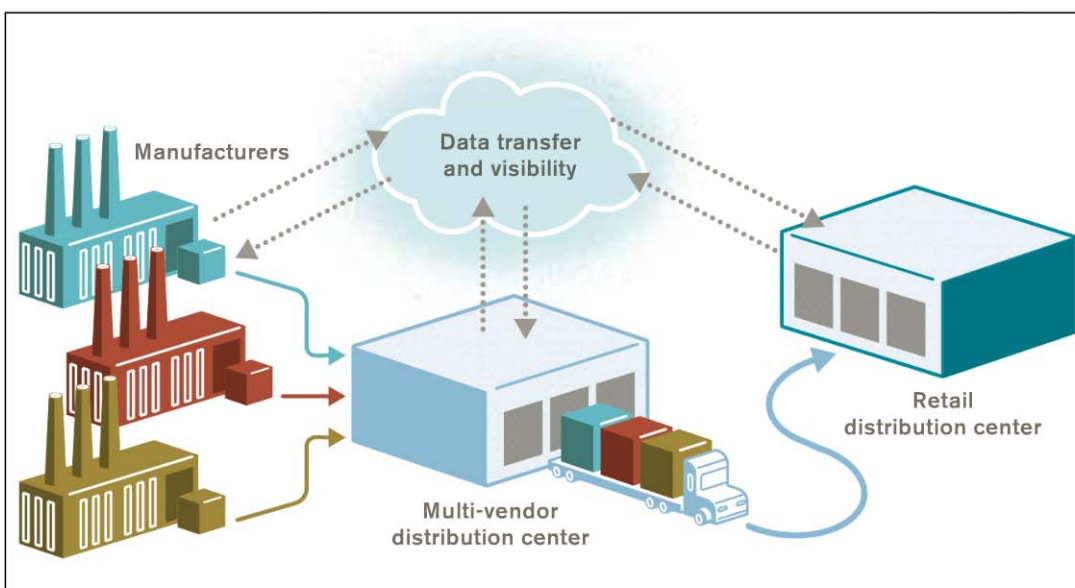 Manufacturers
Data transfer
and visibility
Retail
distribution center
Multi-vendor
distribution center